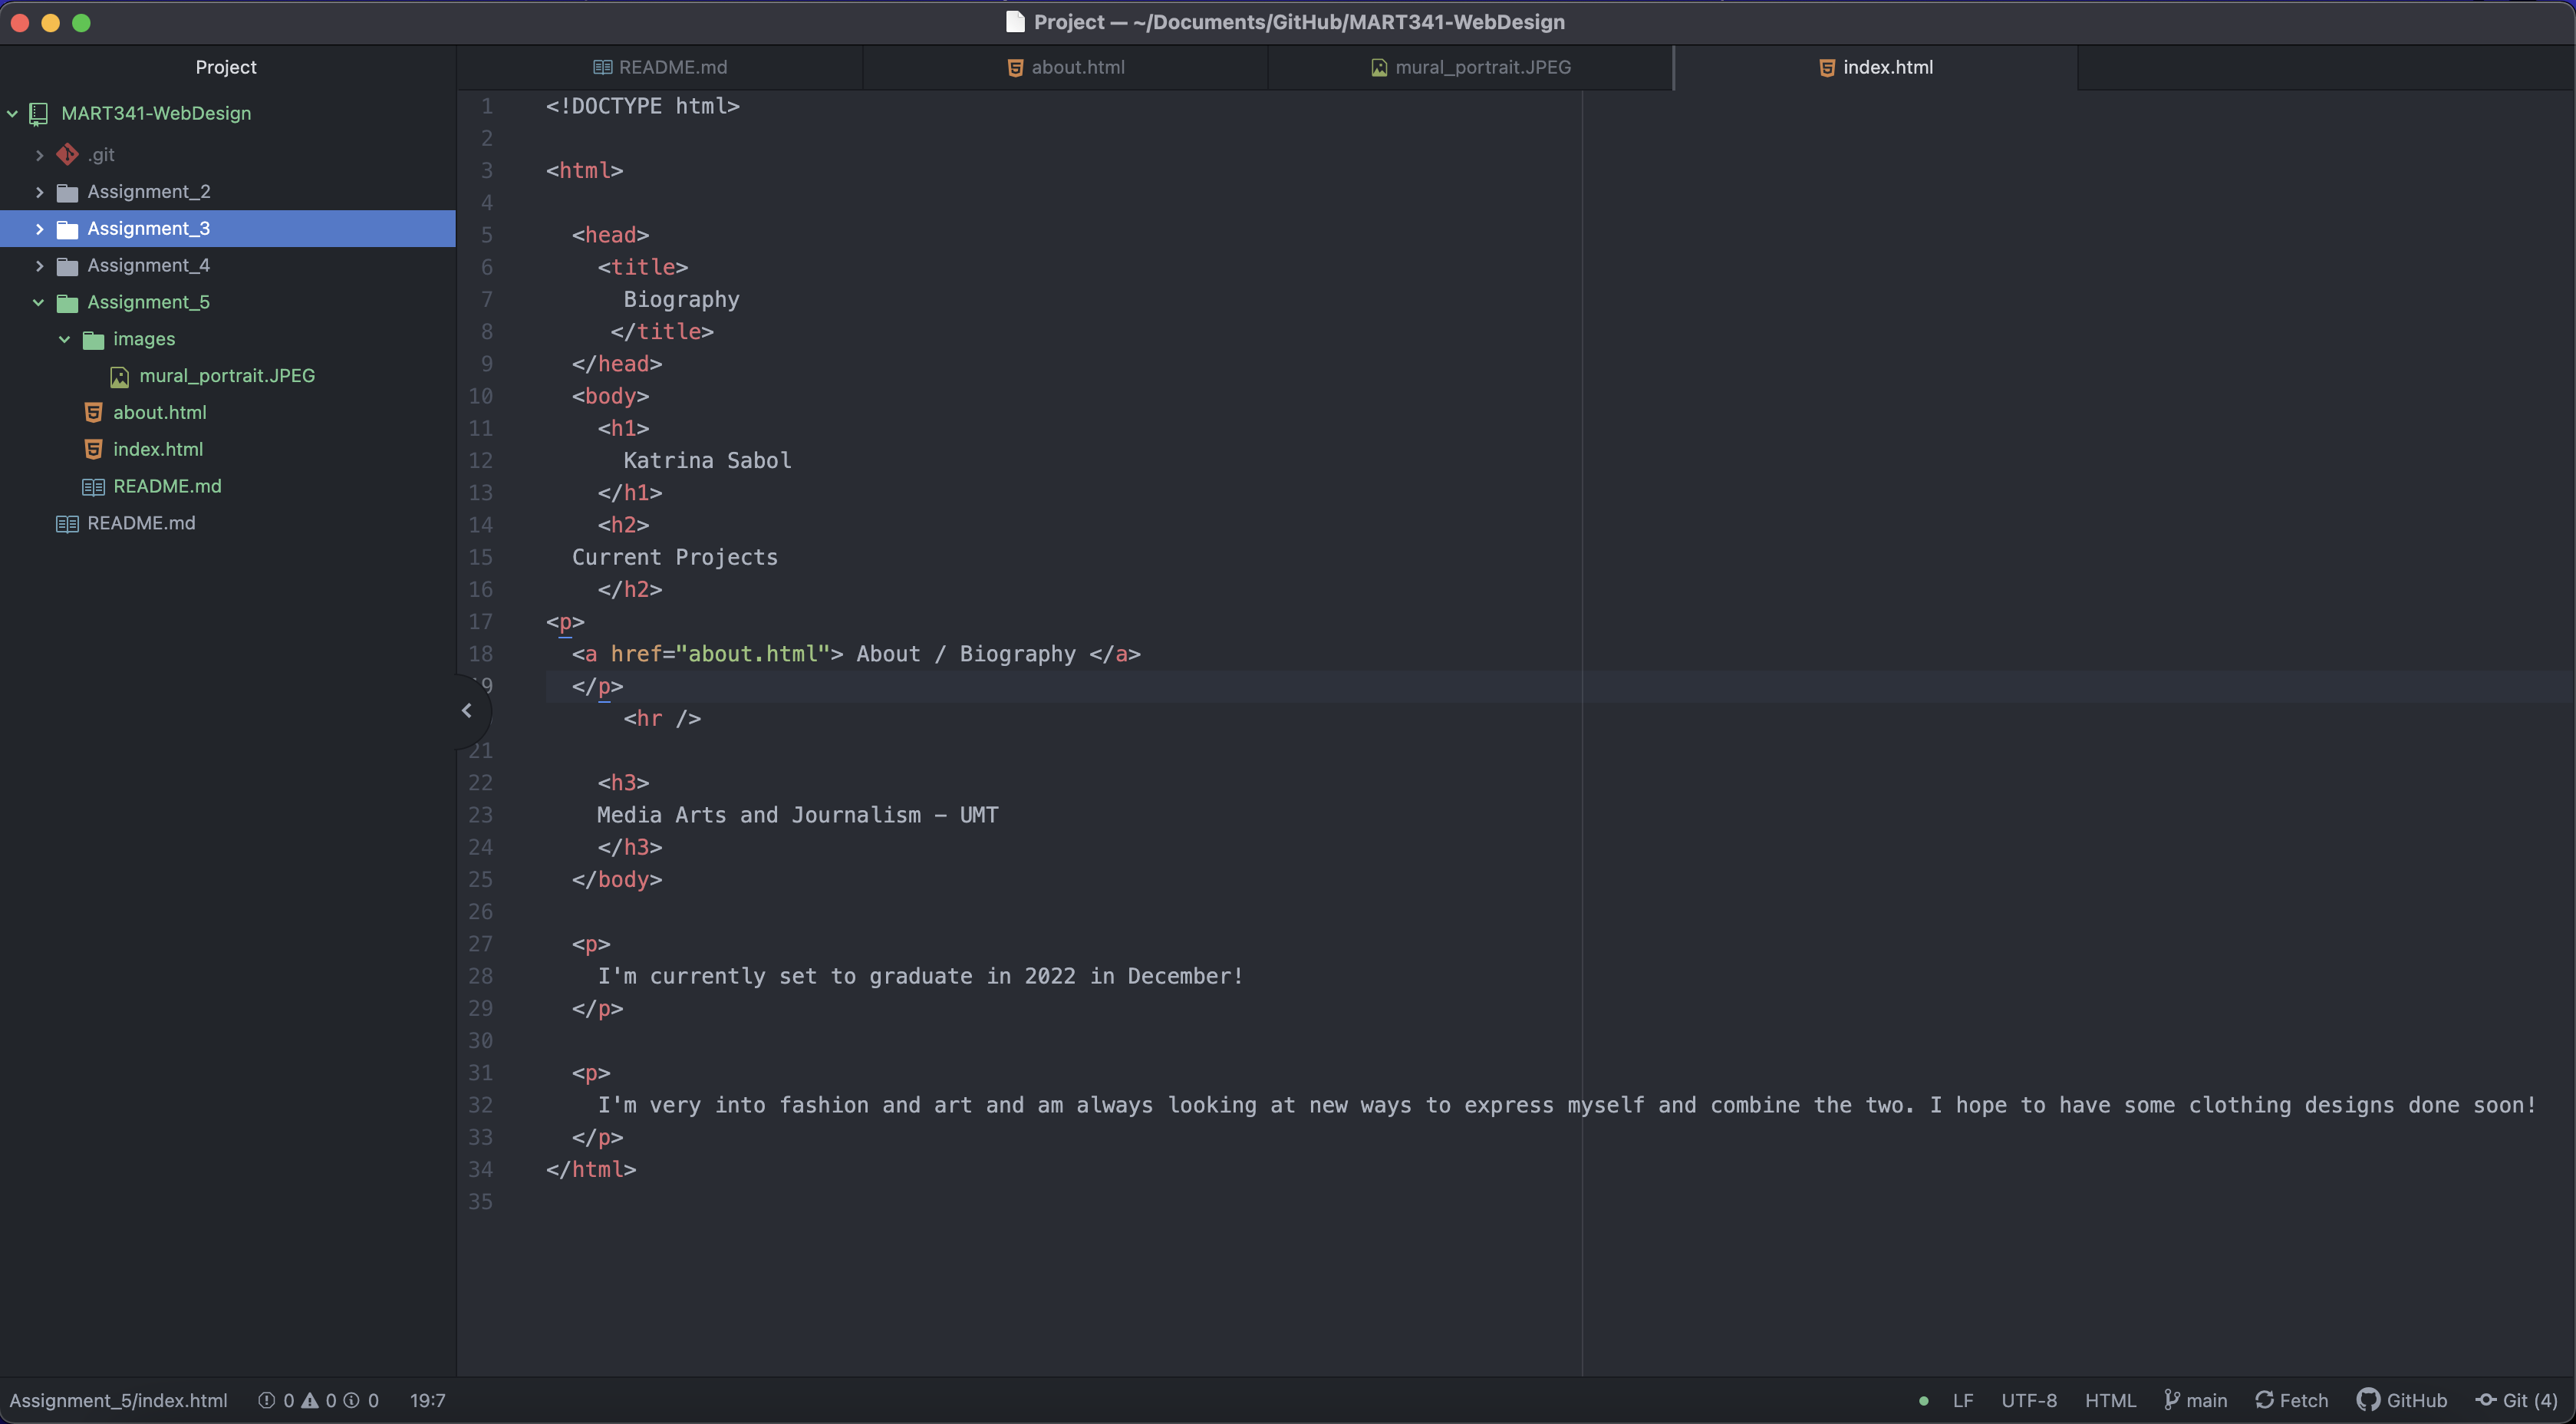 Project — ~/Documents/GitHub/MART341-WebDesign
Project
README.md
about.html
mural_portrait.JPEG
index.html
MART341-WebDesign
.git
Assignment_2
Assignment_3
Assignment_4
Assignment_5
images
mural_portrait.JPEG
about.html
index.html
README.md
README.md
1 <!DOCTYPE html>
2
3 <html>
4
5 <head>
6 <title>
7 Biography
8 </title>
9 </head>
10 <body>
11 <h1>
12 Katrina Sabol
13 </h1>
14 <h2>
15 Current Projects
16 </h2>
17 <p>
18 <a href="about.html"> About / Biography </a>
9 </p>
<hr />
21
22 <h3>
23 Media Arts and Journalism – UMT
24 </h3>
25 </body>
26
27 <p>
28 I'm currently set to graduate in 2022 in December!
29 </p>
30
31 <p>
32 I'm very into fashion and art and am always looking at new ways to express myself and combine the two. I hope to have some clothing designs done soon!
33 </p>
34 </html>
35
Assignment_5/index.html 0 0 0 19:7 LF UTF-8 HTML main Fetch GitHub Git (4)